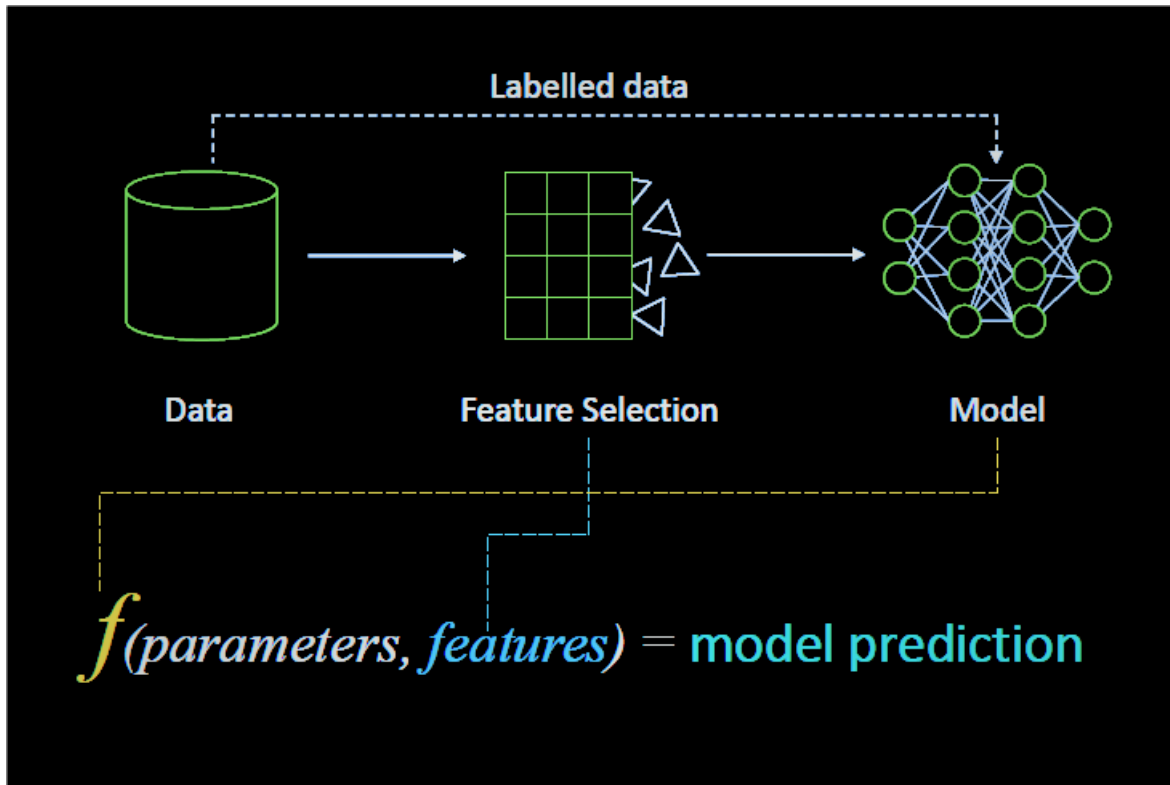 Labelled data
Data Feature Selection Model
f(parameters, features) = model prediction